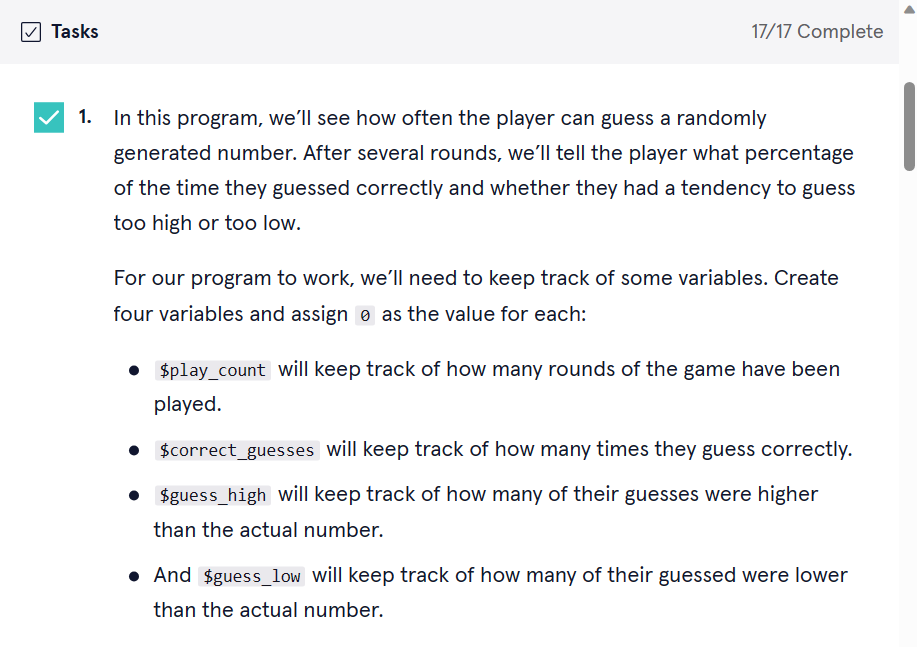 Tasks
17/17 Complete
1. In this program, we’ll see how often the player can guess a randomly
generated number. After several rounds, we’ll tell the player what percentage
of the time they guessed correctly and whether they had a tendency to guess
too high or too low.
For our program to work, we’ll need to keep track of some variables. Create
four variables and assign 0 as the value for each:
● $play_count will keep track of how many rounds of the game have been
played.
● $correct_guesses will keep track of how many times they guess correctly.
● $guess_high will keep track of how many of their guesses were higher
than the actual number.
● And $guess_low will keep track of how many of their guessed were lower
than the actual number.